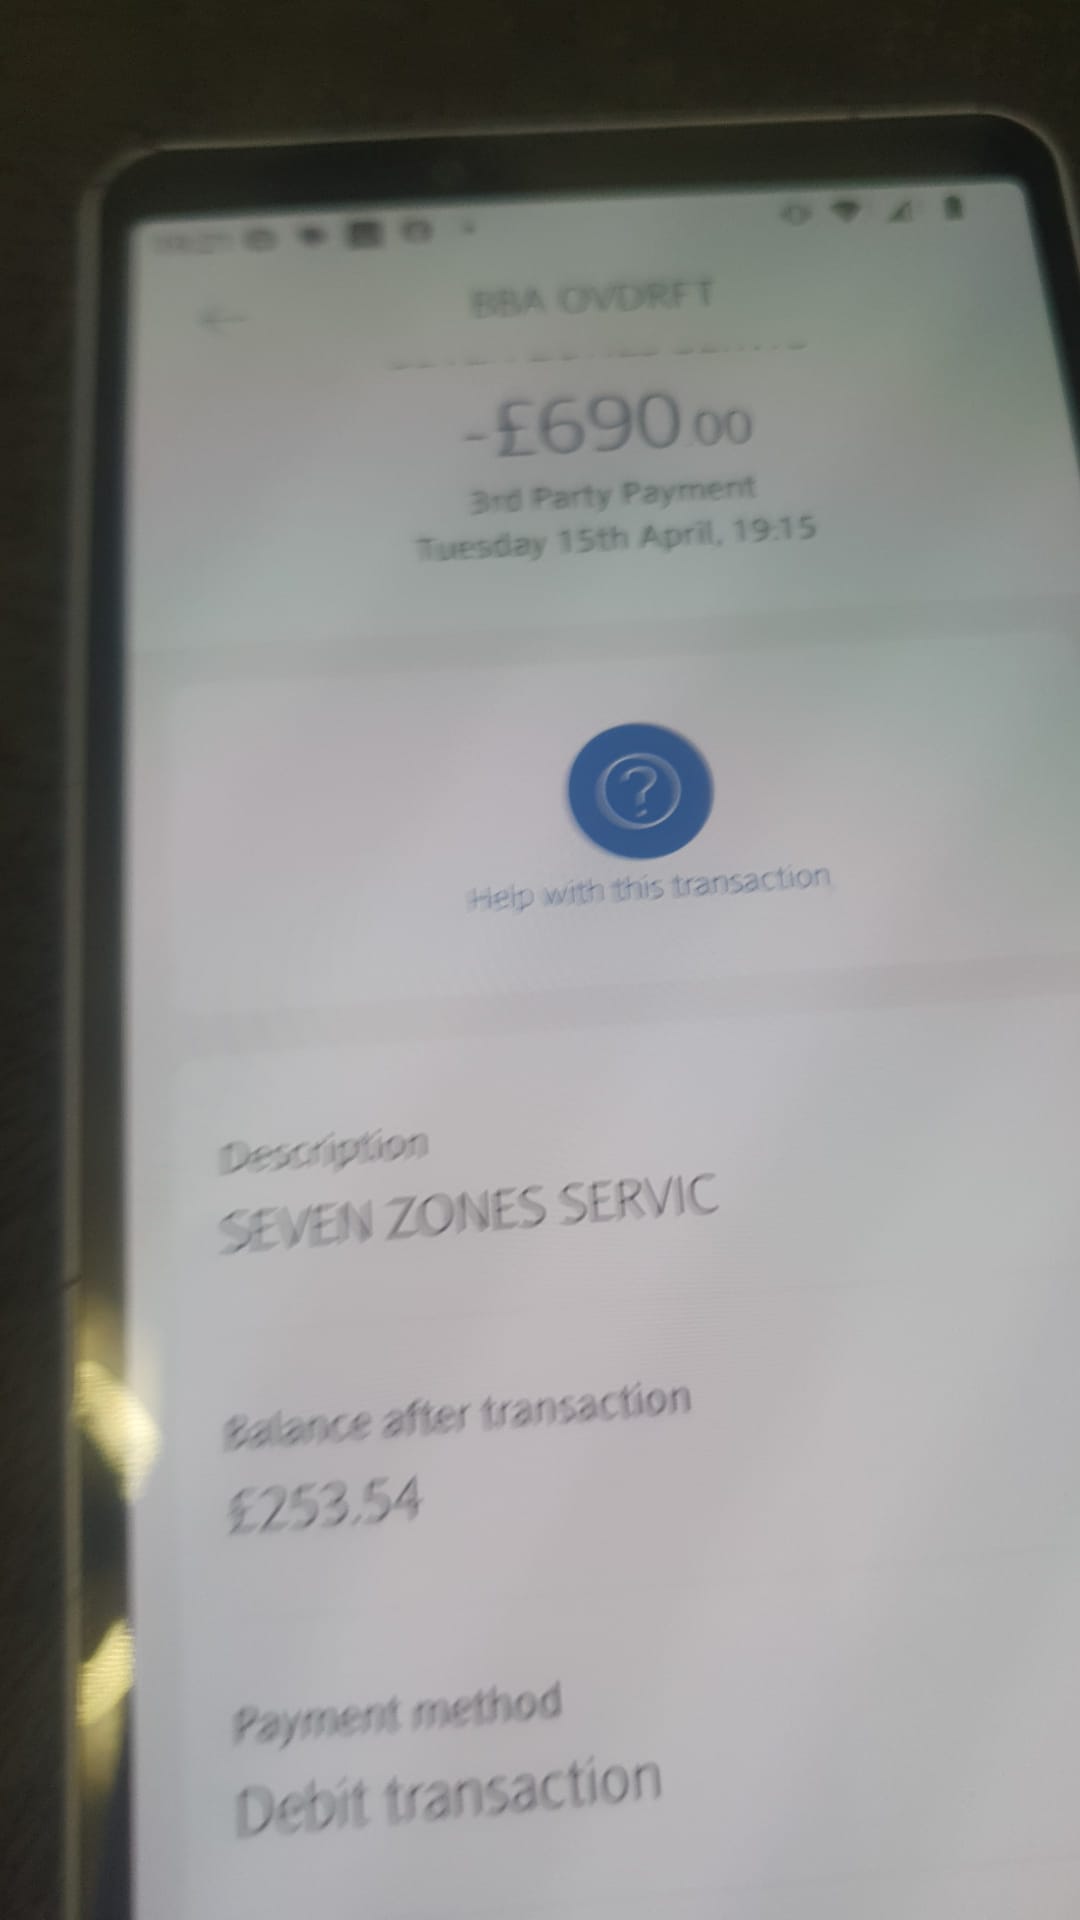 BBA OVDRFT
-£690.00
3rd Party Payment
Tuesday 15th April, 19:15
Help with this transaction
Description
SEVEN ZONES SERVIC
Balance after transaction
£253.54
Payment method
Debit transaction